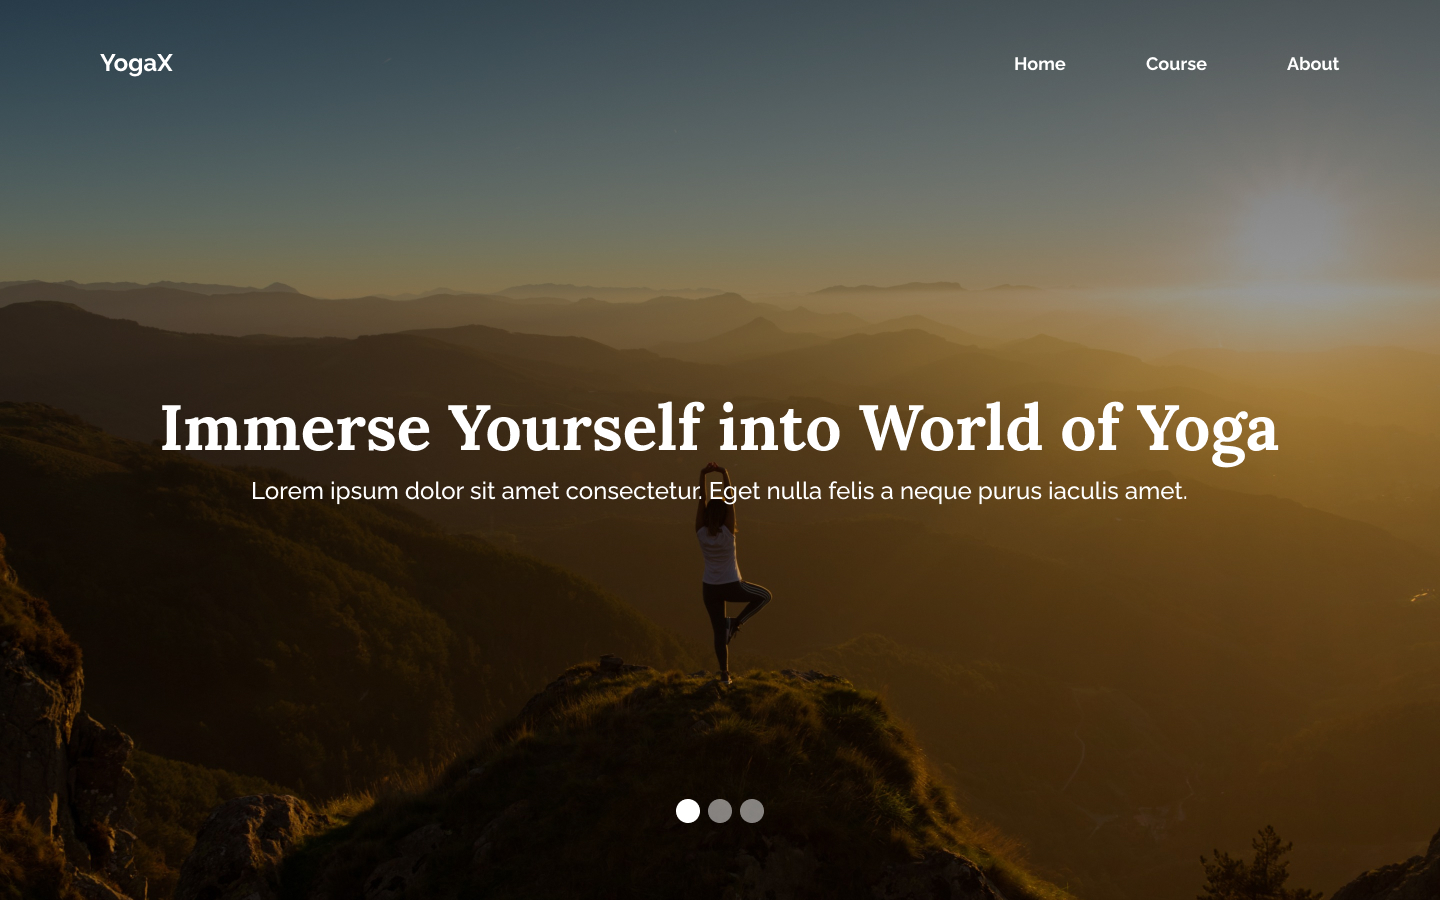 YogaX
Home
Course
About
Immerse Yourself into World of Yoga
Lorem ipsum dolor sit amet consectetur. Eget nulla felis a neque purus iaculis amet.